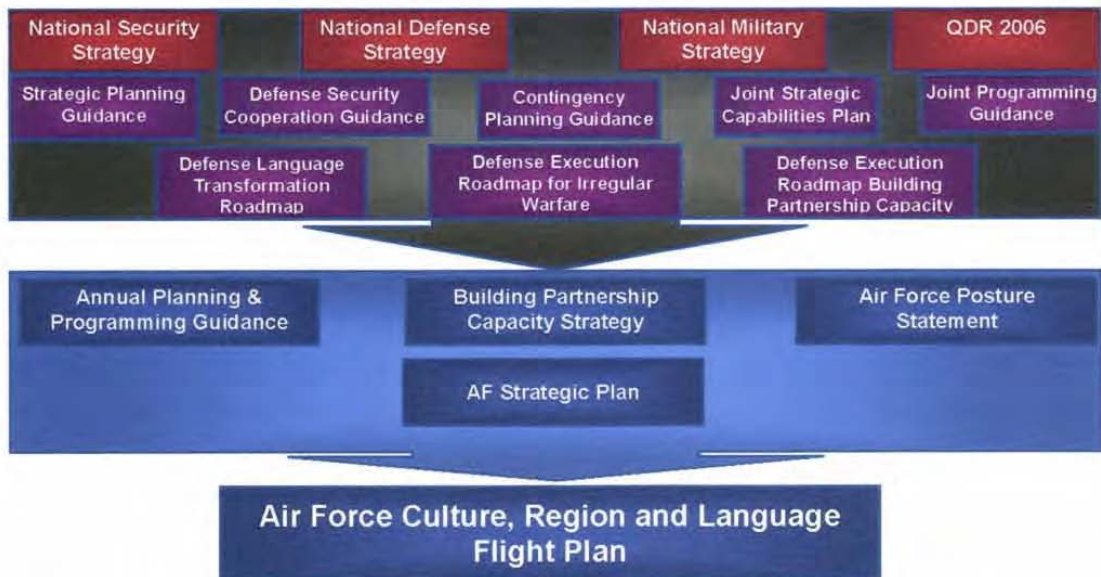 National Security
Strategy
National Defense
Strategy
National Military
Strategy
QDR 2006
Strategic Planning
Guidance
Defense Security
Cooperation Guidance
Contingency
Planning Guidance
Joint Strategic
Capabilities Plan
Joint Programming
Guidance
Defense Language
Transformation
Roadmap
Defense Execution
Roadmap for Irregular
Warfare
Defense Execution
Roadmap Building
Partnership Capacity
Annual Planning &
Programming Guidance
Building Partnership
Capacity Strategy
Air Force Posture
Statement
AF Strategic Plan
Air Force Culture, Region and Language
Flight Plan